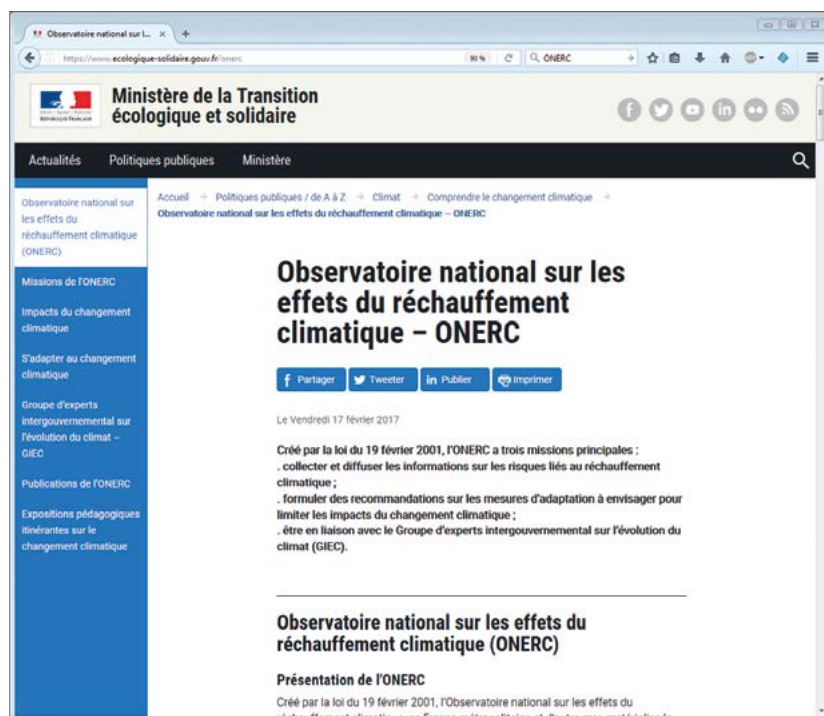 Observatoire national sur l...
https://www.ecologique-solidaire.gouv.fr/onerc
90 %
ONERC
RÉPUBLIQUE FRANÇAISE
Ministère de la Transition
écologique et solidaire
Actualités
Politiques publiques
Ministère
Observatoire national sur
les effets du
réchauffement climatique
(ONERC)
Missions de l'ONERC
Impacts du changement
climatique
S'adapter au changement
climatique
Groupe d'experts
intergouvernemental sur
l'évolution du climat –
GIEC
Publications de l'ONERC
Expositions pédagogiques
itinérantes sur le
changement climatique
Accueil → Politiques publiques / de A à Z → Climat → Comprendre le changement climatique →
Observatoire national sur les effets du réchauffement climatique – ONERC
Observatoire national sur les
effets du réchauffement
climatique – ONERC
Partager
Tweeter
Publier
Imprimer
Le Vendredi 17 février 2017
Créé par la loi du 19 février 2001, l'ONERC a trois missions principales :
. collecter et diffuser les informations sur les risques liés au réchauffement
climatique ;
. formuler des recommandations sur les mesures d'adaptation à envisager pour
limiter les impacts du changement climatique ;
. être en liaison avec le Groupe d'experts intergouvernemental sur l'évolution du
climat (GIEC).
Observatoire national sur les effets du
réchauffement climatique (ONERC)
Présentation de l'ONERC
Créé par la loi du 19 février 2001, l'Observatoire national sur les effets du